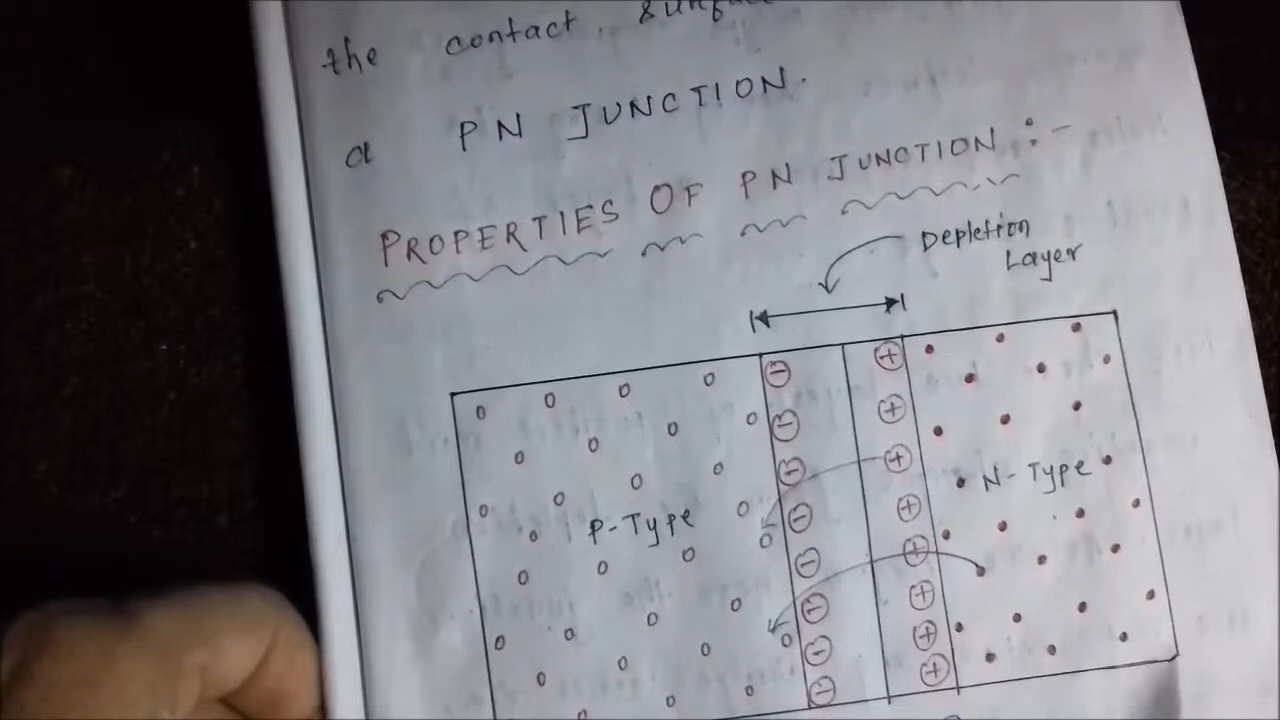 the contact
a PN JUNCTION.
PROPERTIES OF PN JUNCTION :-
Depletion
Layer
P-Type
N-Type